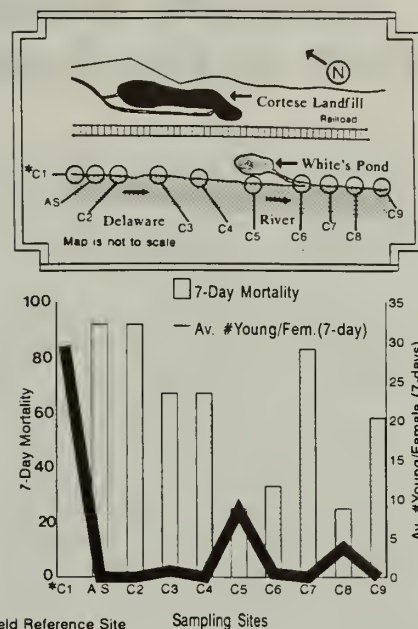 N
Cortese Landfill
Railroad
White's Pond
*C1
AS
C2
Delaware
C3
C4
C5
River
C6
C7
C8
C9
Map is not to scale
7-Day Mortality
Av. #Young/Fem.(7-day)
100
80
60
40
20
0
7-Day Mortality
35
30
25
20
15
10
5
0
Av. #Young/Female (7-days)
*C1 AS C2 C3 C4 C5 C6 C7 C8 C9
eld Reference Site
Sampling Sites